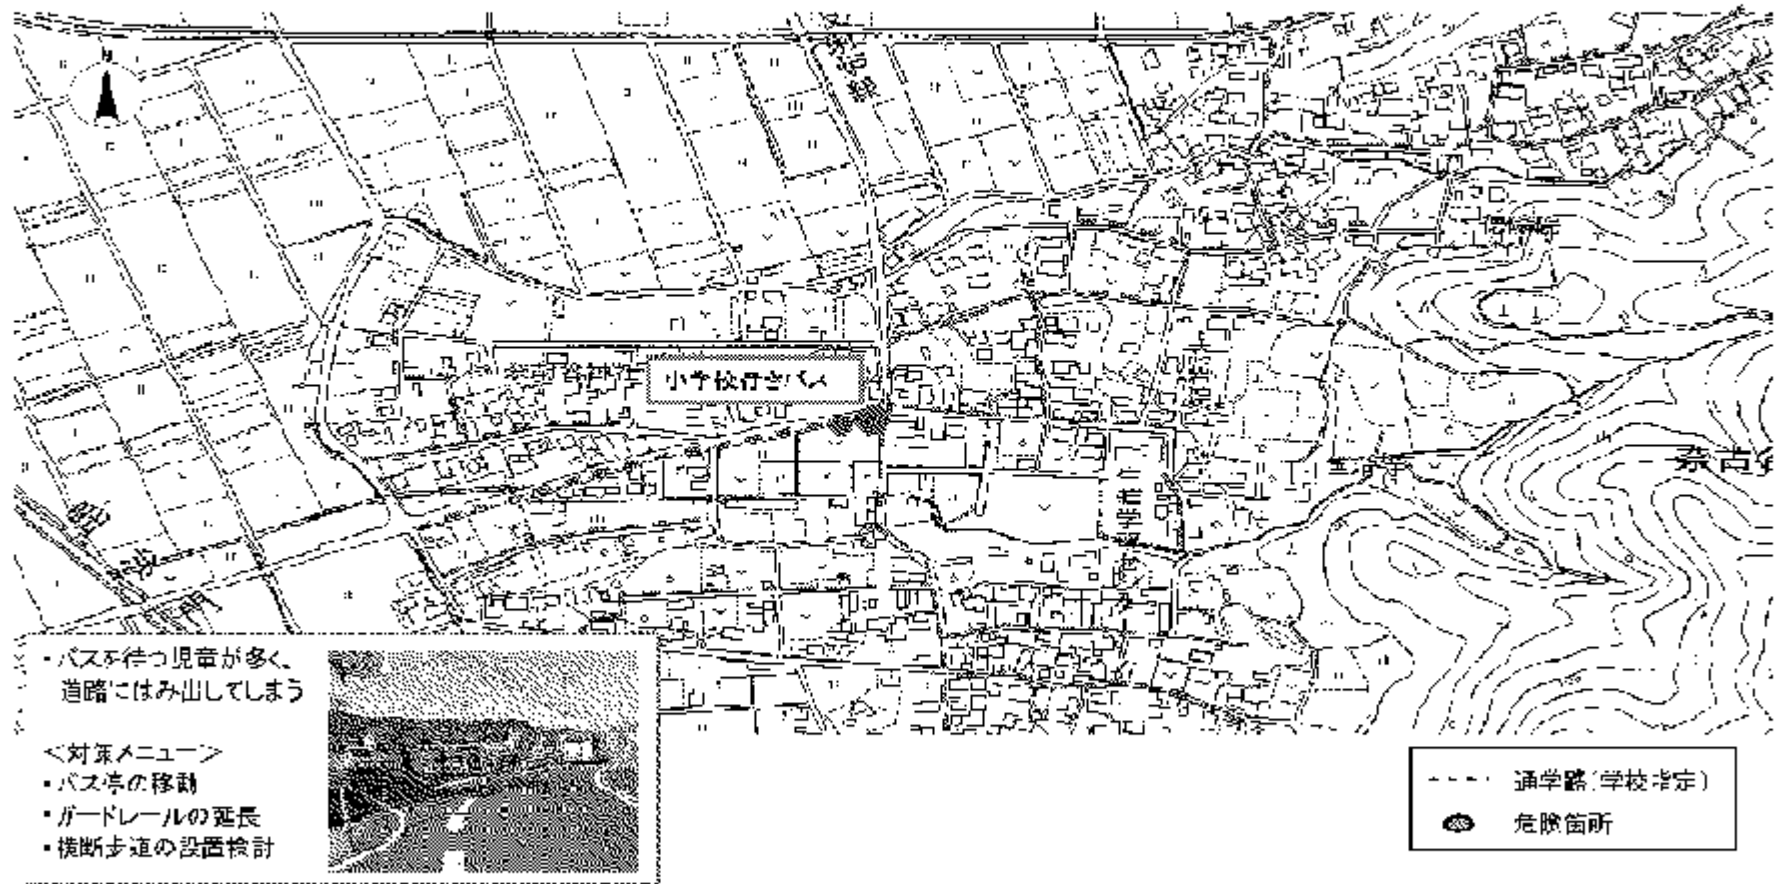 N
小学校行きバス
・バスを待つ児童が多く、
道路にはみ出してしまう
<対策メニュー>
・バス停の移動
・ガードレールの延長
・横断歩道の設置検討
通学路(学校指定)
危険箇所